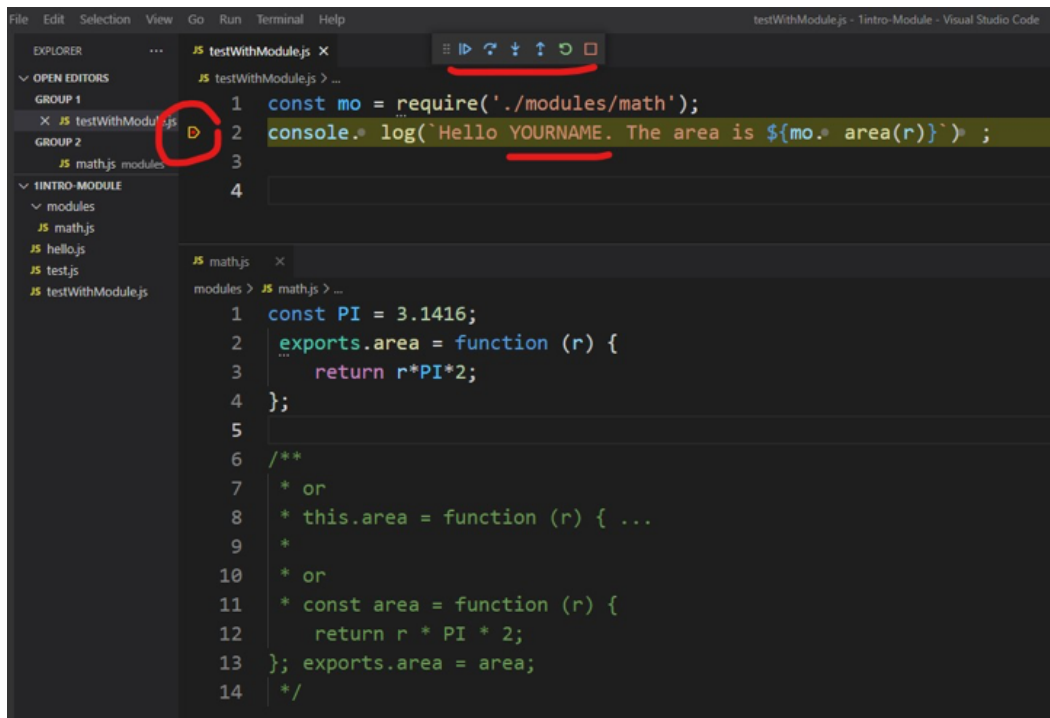 File Edit Selection View Go Run Terminal Help testWithModule.js - 1intro-Module - Visual Studio Code
EXPLORER ...
OPEN EDITORS
GROUP 1
JS testWithModule.js
GROUP 2
JS math.js modules
1INTRO-MODULE
modules
JS math.js
JS hello.js
JS test.js
JS testWithModule.js
JS testWithModule.js
JS testWithModule.js > ...
1 const mo = require('./modules/math');
2 console. log(`Hello YOURNAME. The area is ${mo. area(r)}`) ;
3
4
JS math.js
modules > JS math.js > ...
1 const PI = 3.1416;
2 exports.area = function (r) {
3 return r*PI*2;
4 };
5
6 /**
7 * or
8 * this.area = function (r) { ...
9 *
10 * or
11 * const area = function (r) {
12 return r * PI * 2;
13 }; exports.area = area;
14 */